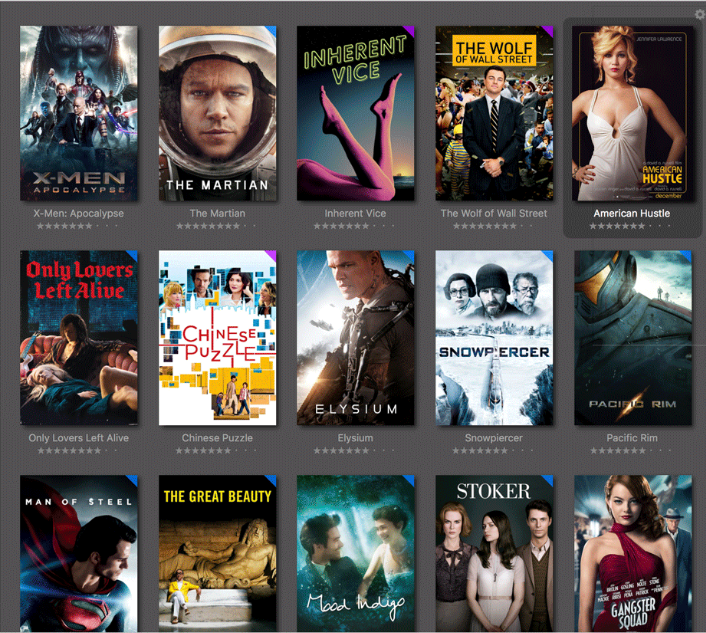 X-MEN
APOCALYPSE
X-Men: Apocalypse
THE MARTIAN
The Martian
INHERENT
VICE
Inherent Vice
THE WOLF
OF WALL STREET
The Wolf of Wall Street
JENNIFER LAWRENCE
AMERICAN
HUSTLE
december
American Hustle
Only Lovers
Left Alive
Only Lovers Left Alive
CHINESE
PUZZLE
Chinese Puzzle
ELYSIUM
Elysium
SNOWPIERCER
Snowpiercer
PACIFIC RIM
Pacific Rim
MAN OF STEEL
THE GREAT BEAUTY
Mood Indigo
STOKER
GANGSTER
SQUAD